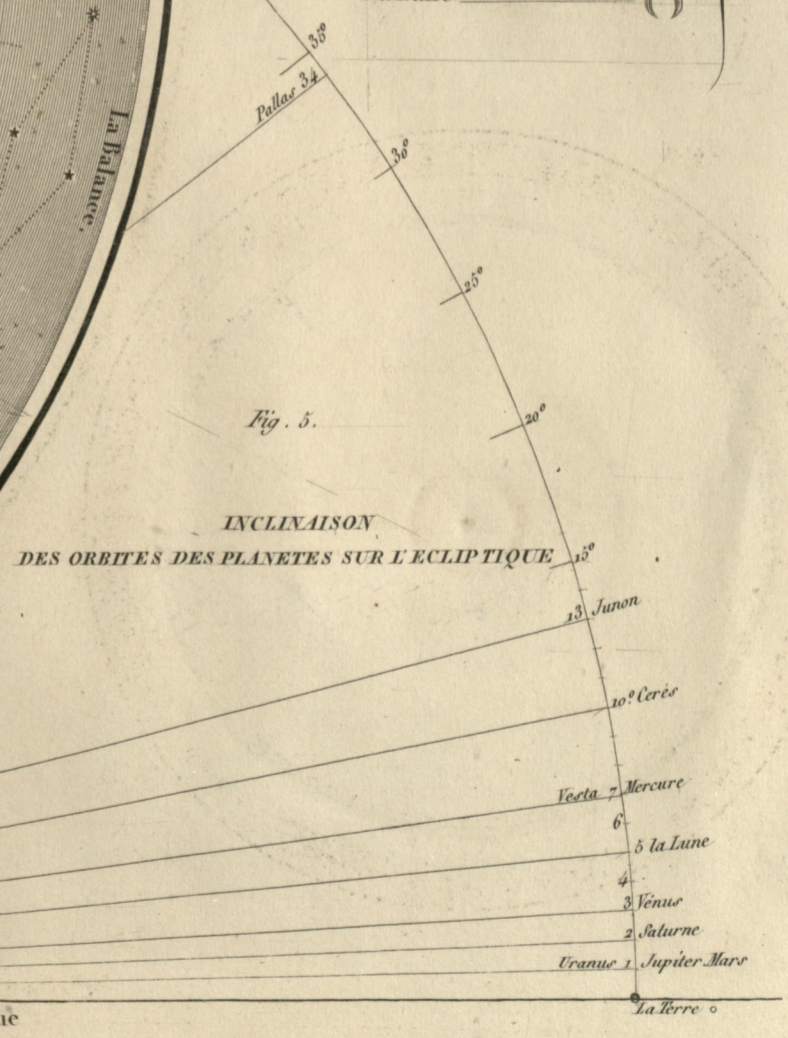 35°
Pallas 34
30°
La Balance.
25°
Fig. 5.
20°
INCLINAISON
DES ORBITES DES PLANETES SUR L'ECLIPTIQUE
15°
13 Junon
10° Cerés
Vesta 7 Mercure
6
5 la Lune
4
3 Vénus
2 Saturne
Uranus 1 Jupiter Mars
La Terre 0